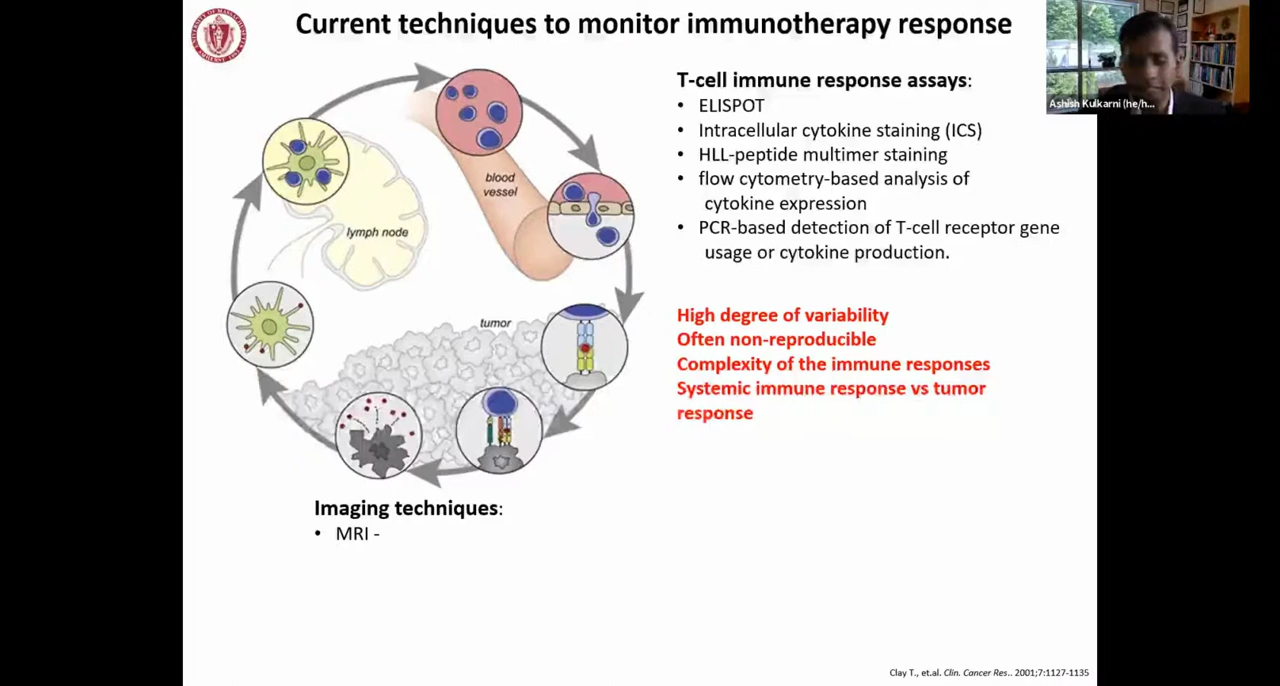 Current techniques to monitor immunotherapy response
Ashish Kulkarni (he/h...
T-cell immune response assays:
• ELISPOT
• Intracellular cytokine staining (ICS)
• HLL-peptide multimer staining
• flow cytometry-based analysis of
cytokine expression
• PCR-based detection of T-cell receptor gene
usage or cytokine production.
blood
vessel
lymph node
tumor
High degree of variability
Often non-reproducible
Complexity of the immune responses
Systemic immune response vs tumor
response
Imaging techniques:
• MRI -
Clay T., et.al. Clin. Cancer Res.. 2001;7:1127-1135